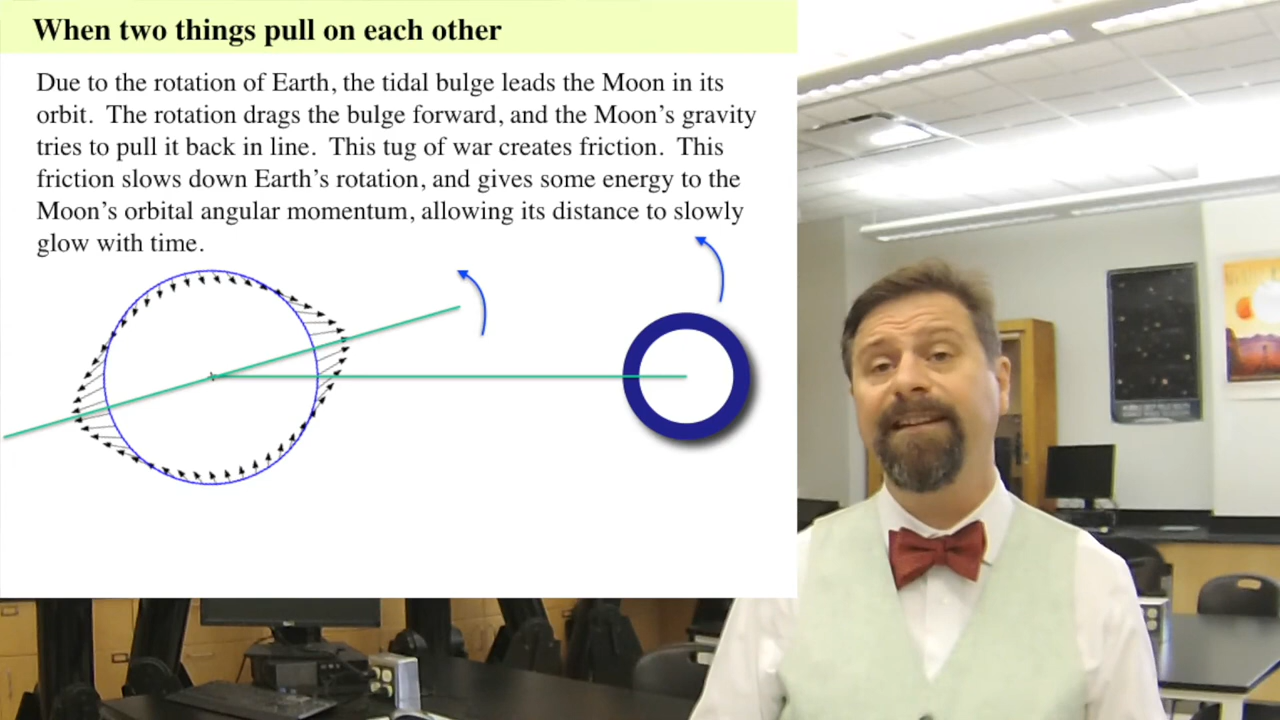 When two things pull on each other
Due to the rotation of Earth, the tidal bulge leads the Moon in its
orbit.  The rotation drags the bulge forward, and the Moon's gravity
tries to pull it back in line.  This tug of war creates friction.  This
friction slows down Earth's rotation, and gives some energy to the
Moon's orbital angular momentum, allowing its distance to slowly
glow with time.